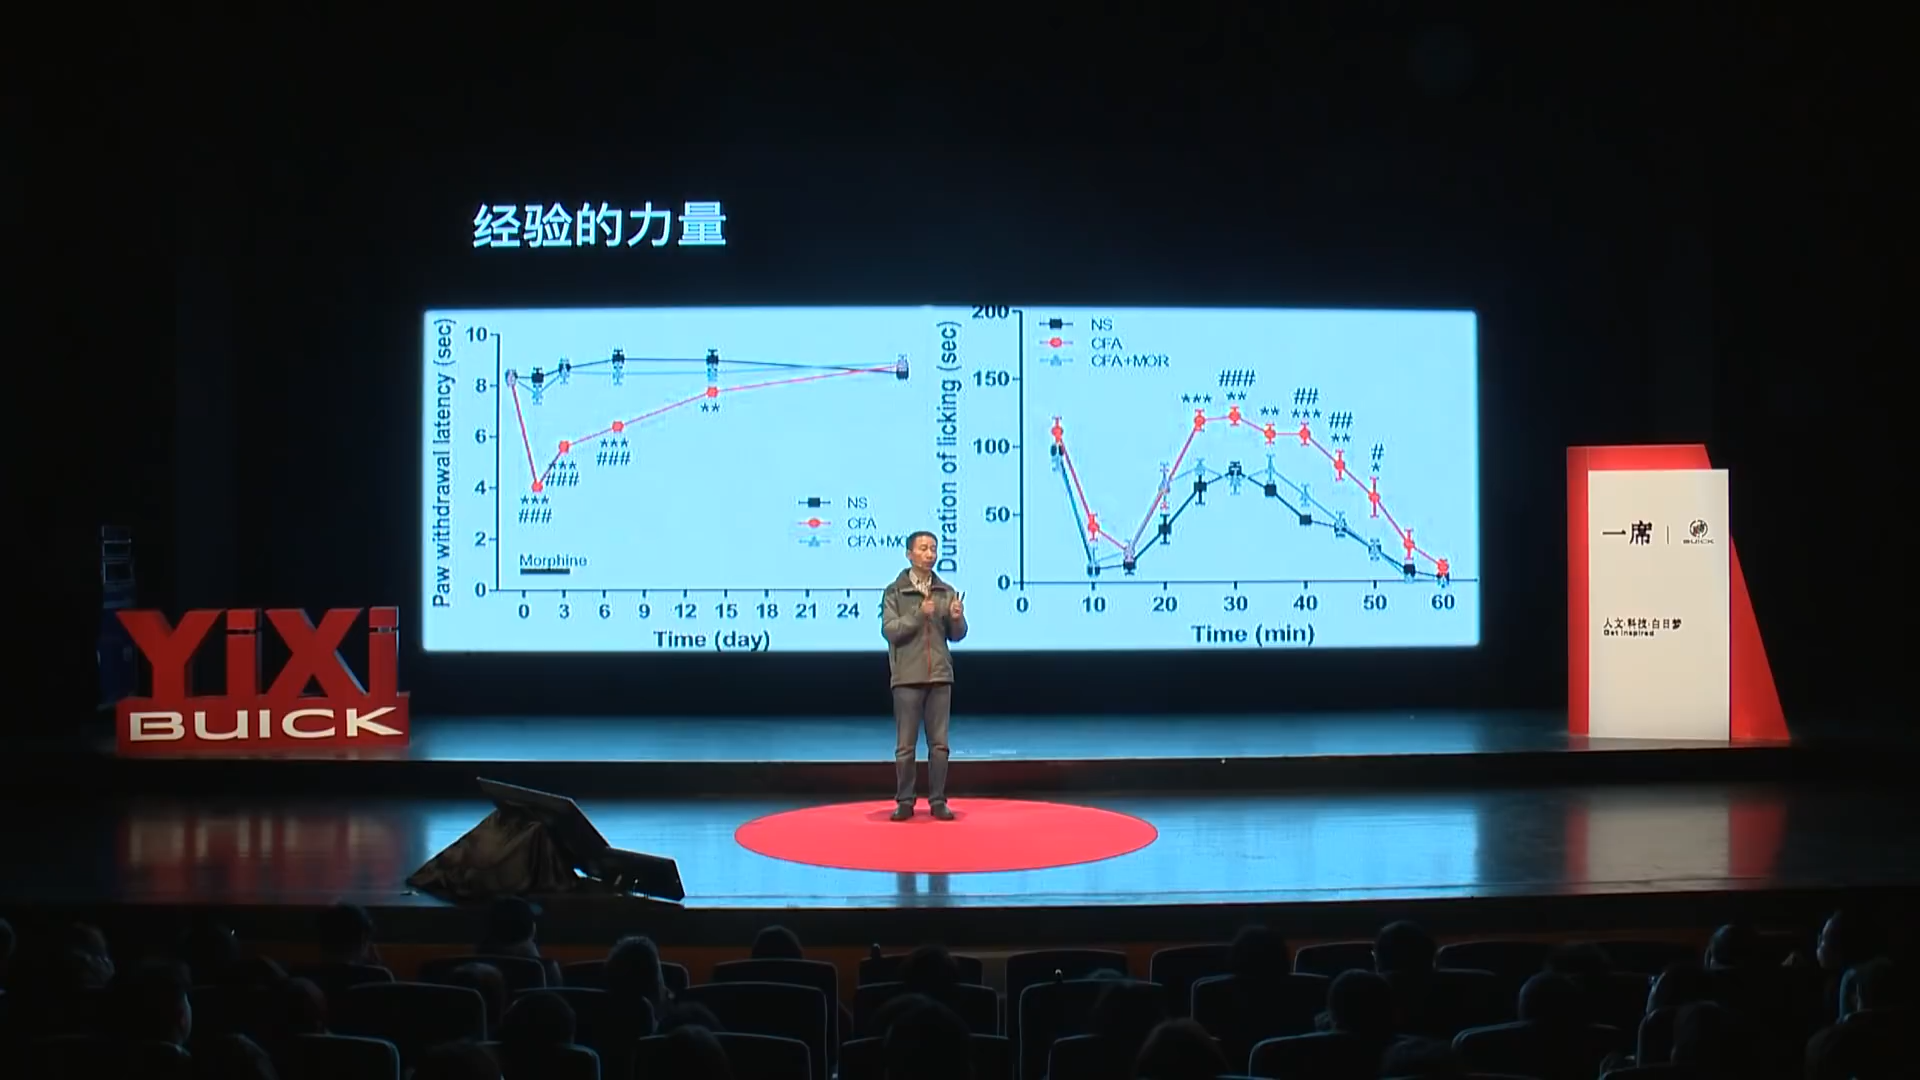 经验的力量
Paw withdrawal latency (sec)
10
8
6
4
2
0
** 
***
###
***
###
***
###
NS
CFA
CFA+MO
Morphine
0 3 6 9 12 15 18 21 24
Time (day)
Duration of licking (sec)
200
150
100
50
0
NS
CFA
CFA+MOR
***
###
**
**
##
***
##
**
#
*
0 10 20 30 40 50 60
Time (min)
YiXi
BUICK
一席
BUICK
人文·科技·白日梦
Get inspired